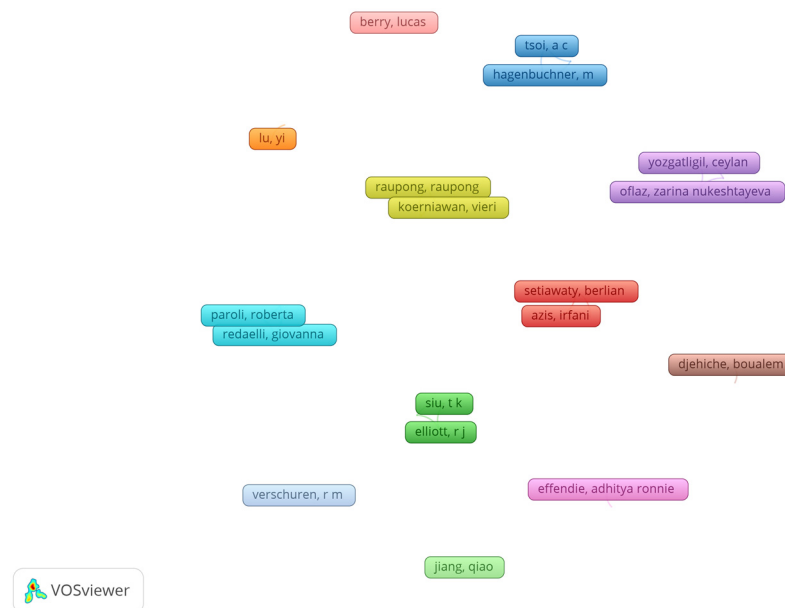 berry, lucas
tsoi, a c
hagenbuchner, m
lu, yi
yozgatligil, ceylan
raupong, raupong
oflaz, zarina nukeshtayeva
koerniawan, vieri
setiawaty, berlian
paroli, roberta
azis, irfani
redaelli, giovanna
djehiche, boualem
siu, t k
elliott, r j
effendie, adhitya ronnie
verschuren, r m
jiang, qiao
VOSviewer